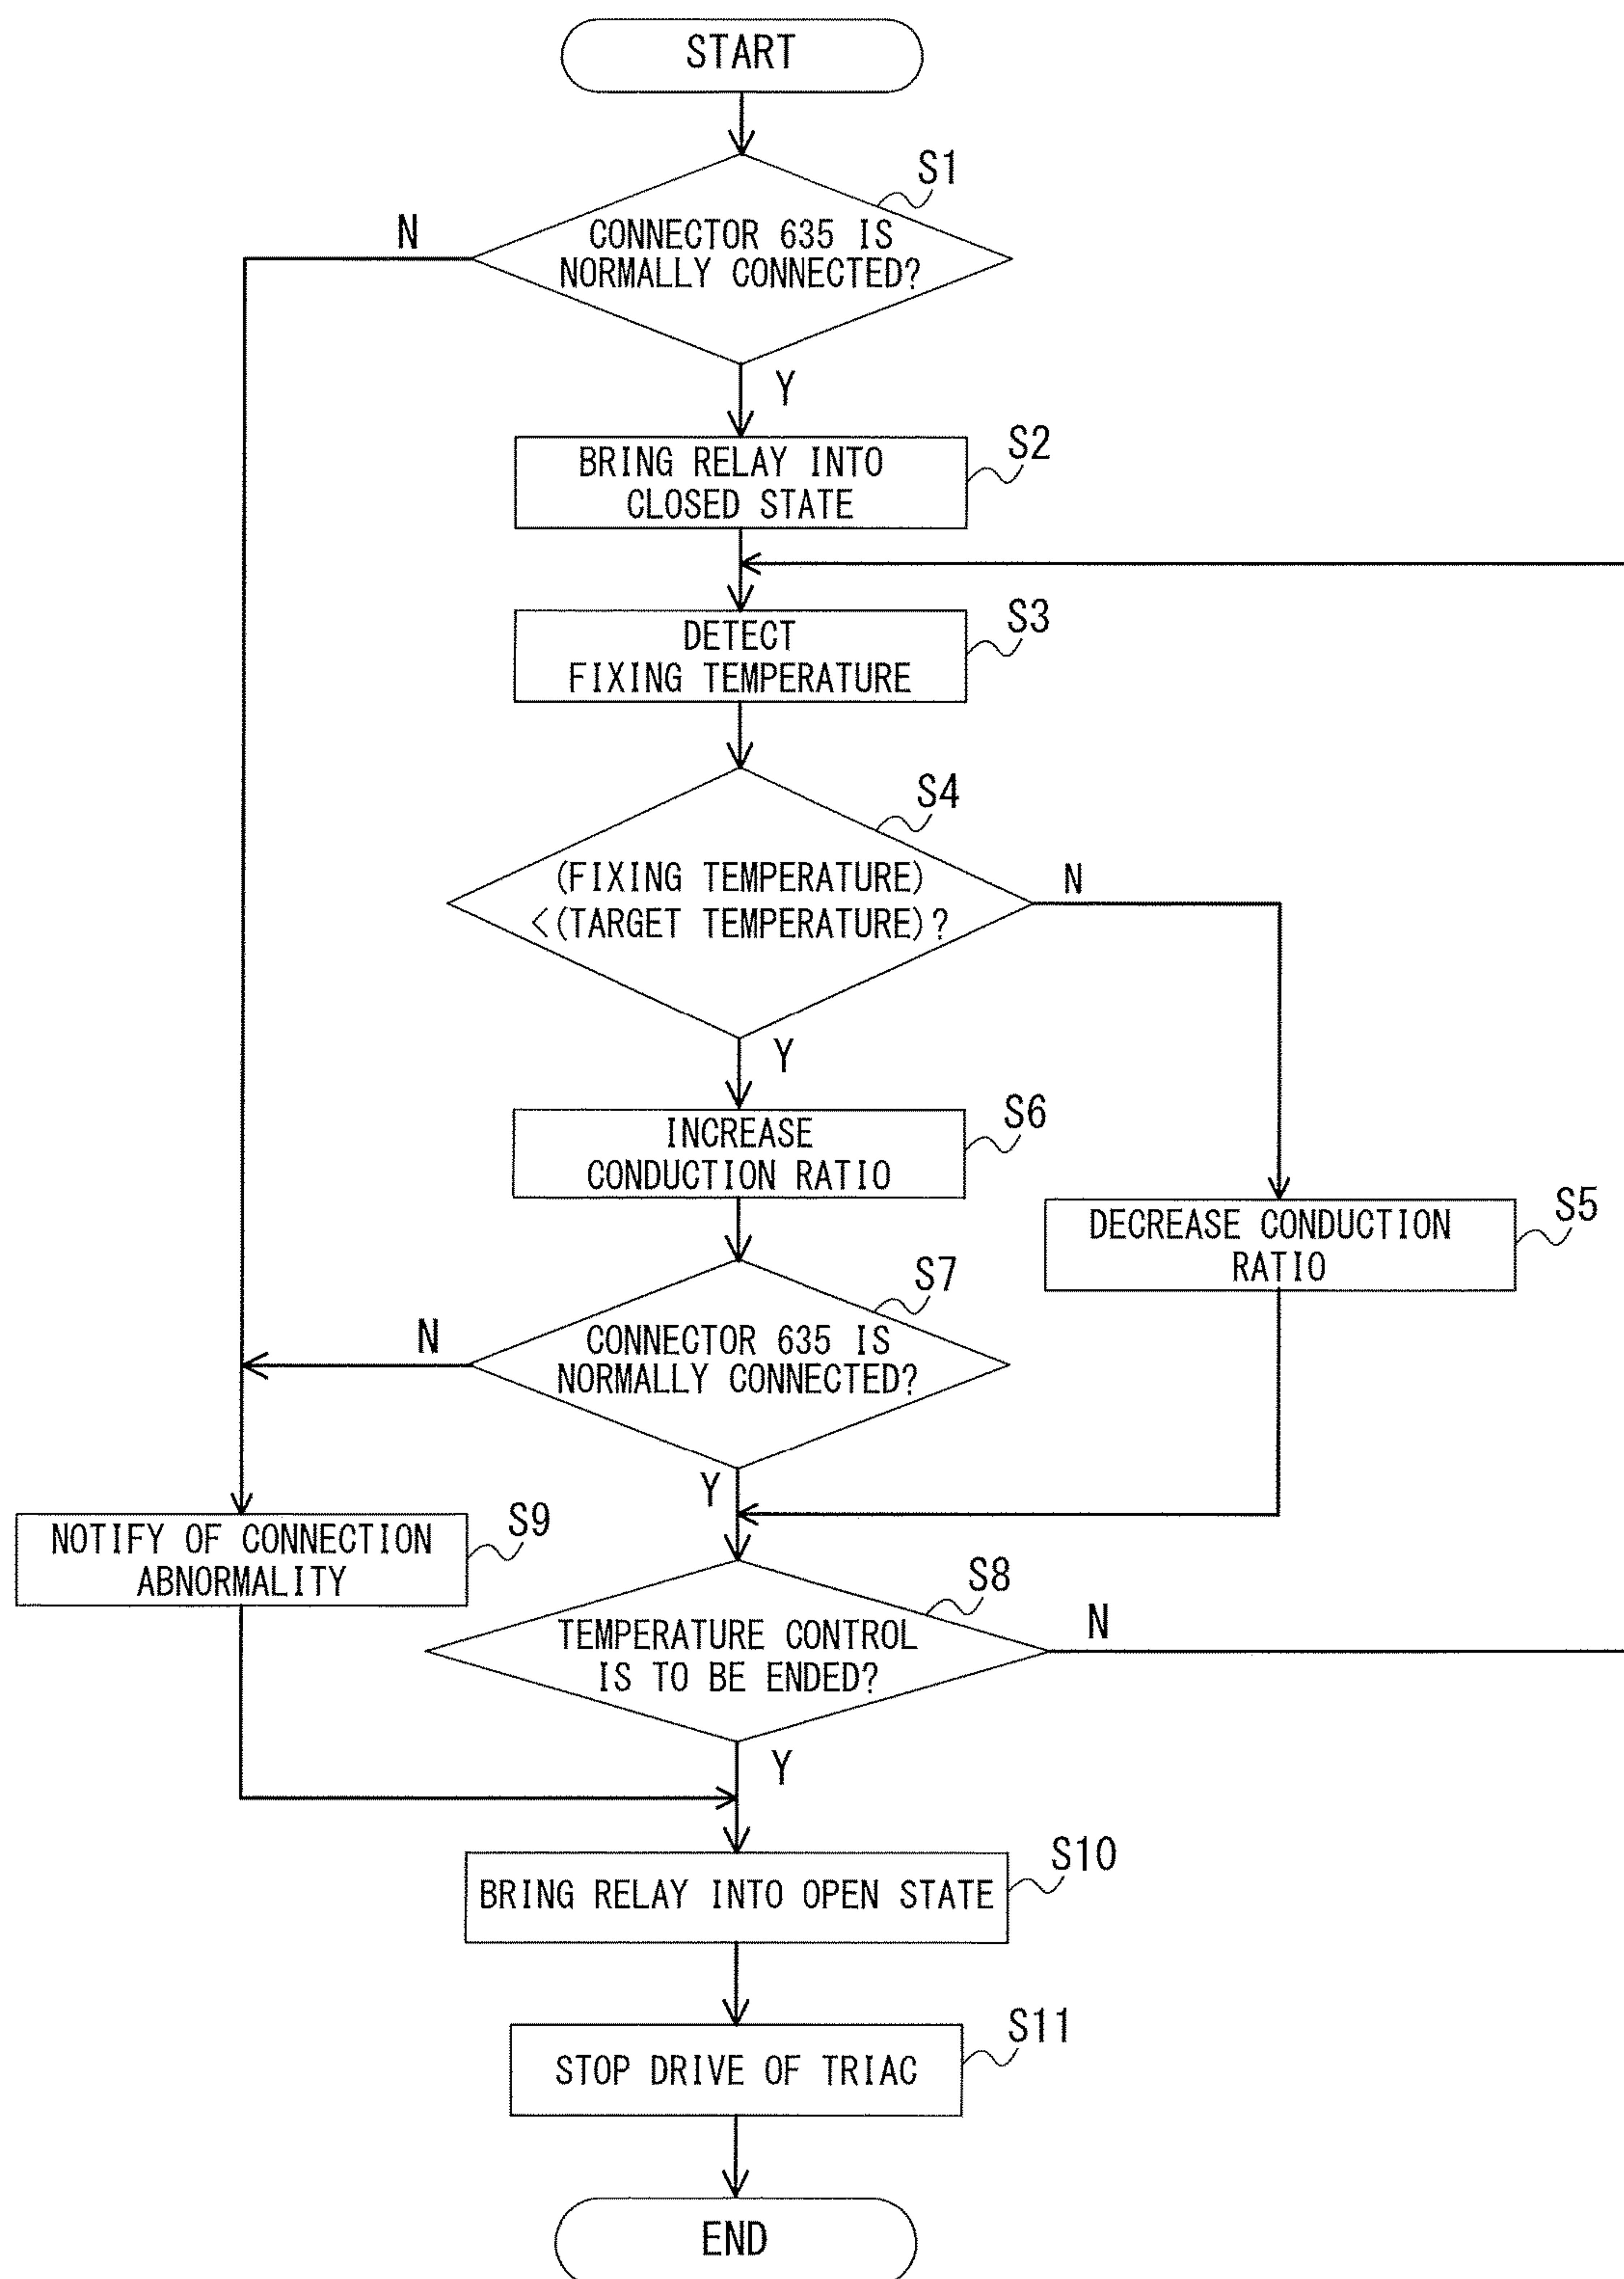 START
S1
N
CONNECTOR 635 IS
NORMALLY CONNECTED?
Y
S2
BRING RELAY INTO
CLOSED STATE
S3
DETECT
FIXING TEMPERATURE
S4
(FIXING TEMPERATURE)
<(TARGET TEMPERATURE)?
N
Y
S6
INCREASE
CONDUCTION RATIO
S5
DECREASE CONDUCTION
RATIO
S7
N
CONNECTOR 635 IS
NORMALLY CONNECTED?
Y
S9
NOTIFY OF CONNECTION
ABNORMALITY
S8
TEMPERATURE CONTROL
IS TO BE ENDED?
N
Y
S10
BRING RELAY INTO OPEN STATE
S11
STOP DRIVE OF TRIAC
END